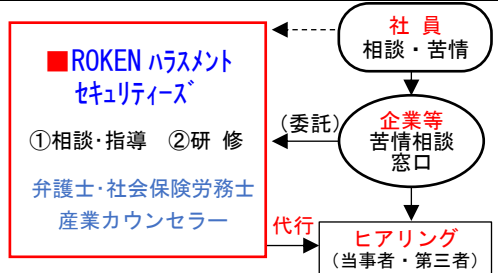 ■ROKEN ﾊﾗｽﾒﾝﾄ
ｾｷｭﾘﾃｨｰｽﾞ
①相談･指導 ②研 修
弁護士･社会保険労務士
産業カウンセラー
社 員
相談・苦情
（委託）
企業等
苦情相談
窓口
代行
ヒアリング
（当事者・第三者）